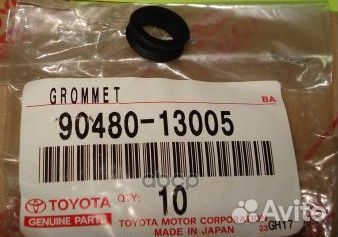 GROMMET
BA
90480-13005
TOYOTA QTY: 10
GENUINE PARTS
TOYOTA MOTOR CORPORATION
MADE IN JAPAN 23GH17
Avito